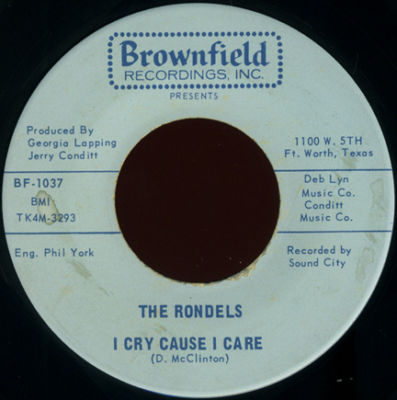 Brownfield
RECORDINGS, INC.
PRESENTS
Produced By
Georgia Lapping
Jerry Conditt
1100 W. 5TH
Ft. Worth, Texas
BF-1037
BMI
TK4M-3293
Deb Lyn
Music Co.
Conditt
Music Co.
Eng. Phil York
Recorded by
Sound City
THE RONDELS
I CRY CAUSE I CARE
(D. McClinton)